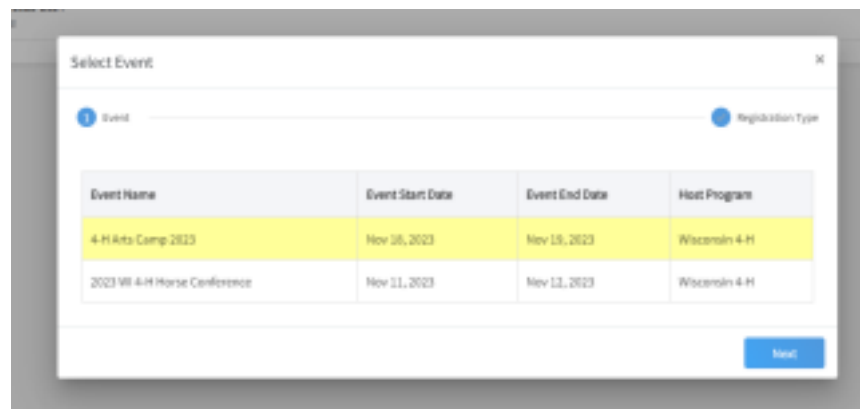 Select Event ×
1 Event Registration Type
Event Name Event Start Date Event End Date Host Program
4-H Arts Camp 2023 Nov 18, 2023 Nov 19, 2023 Wisconsin 4-H
2023 WI 4-H Horse Conference Nov 11, 2023 Nov 12, 2023 Wisconsin 4-H
Next